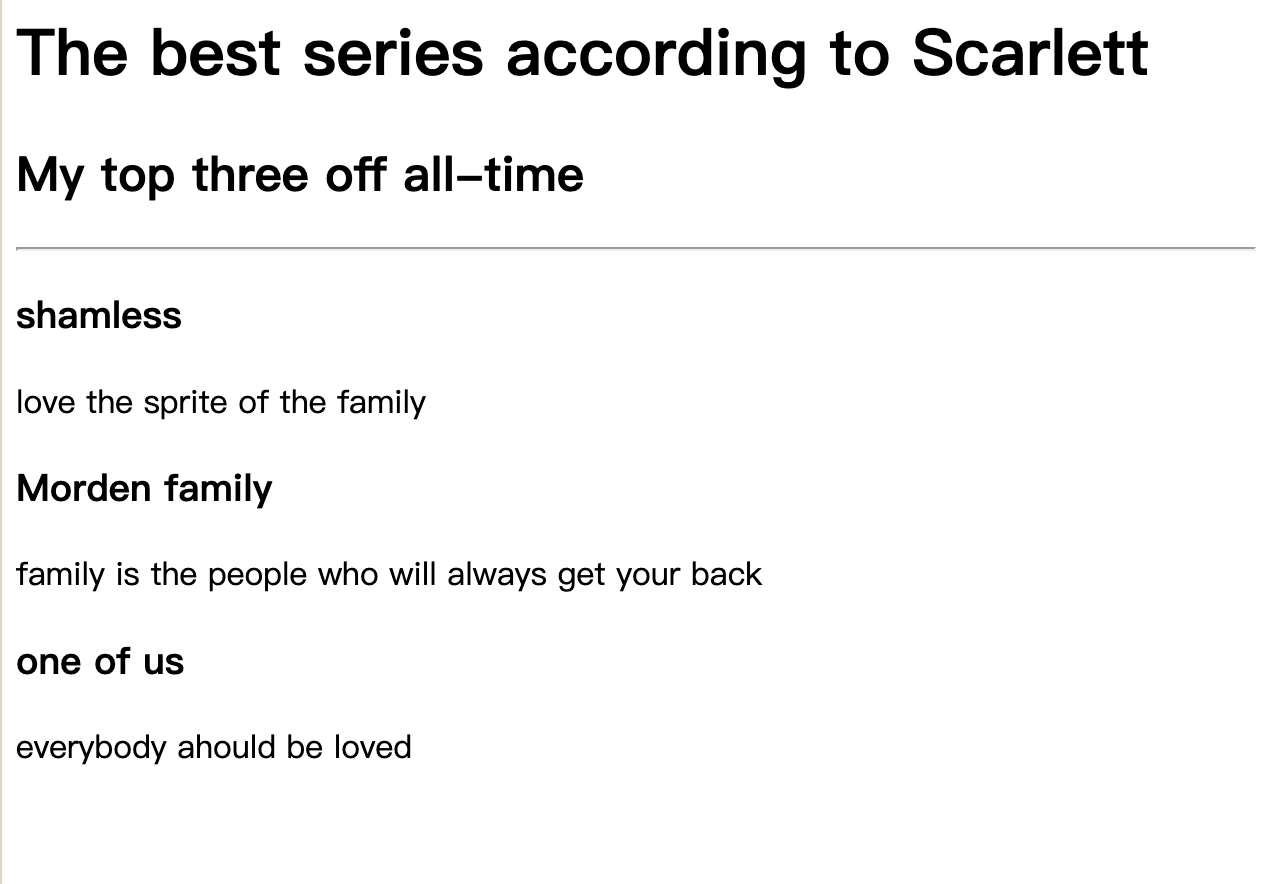 The best series according to Scarlett
My top three off all-time
shamless
love the sprite of the family
Morden family
family is the people who will always get your back
one of us
everybody ahould be loved